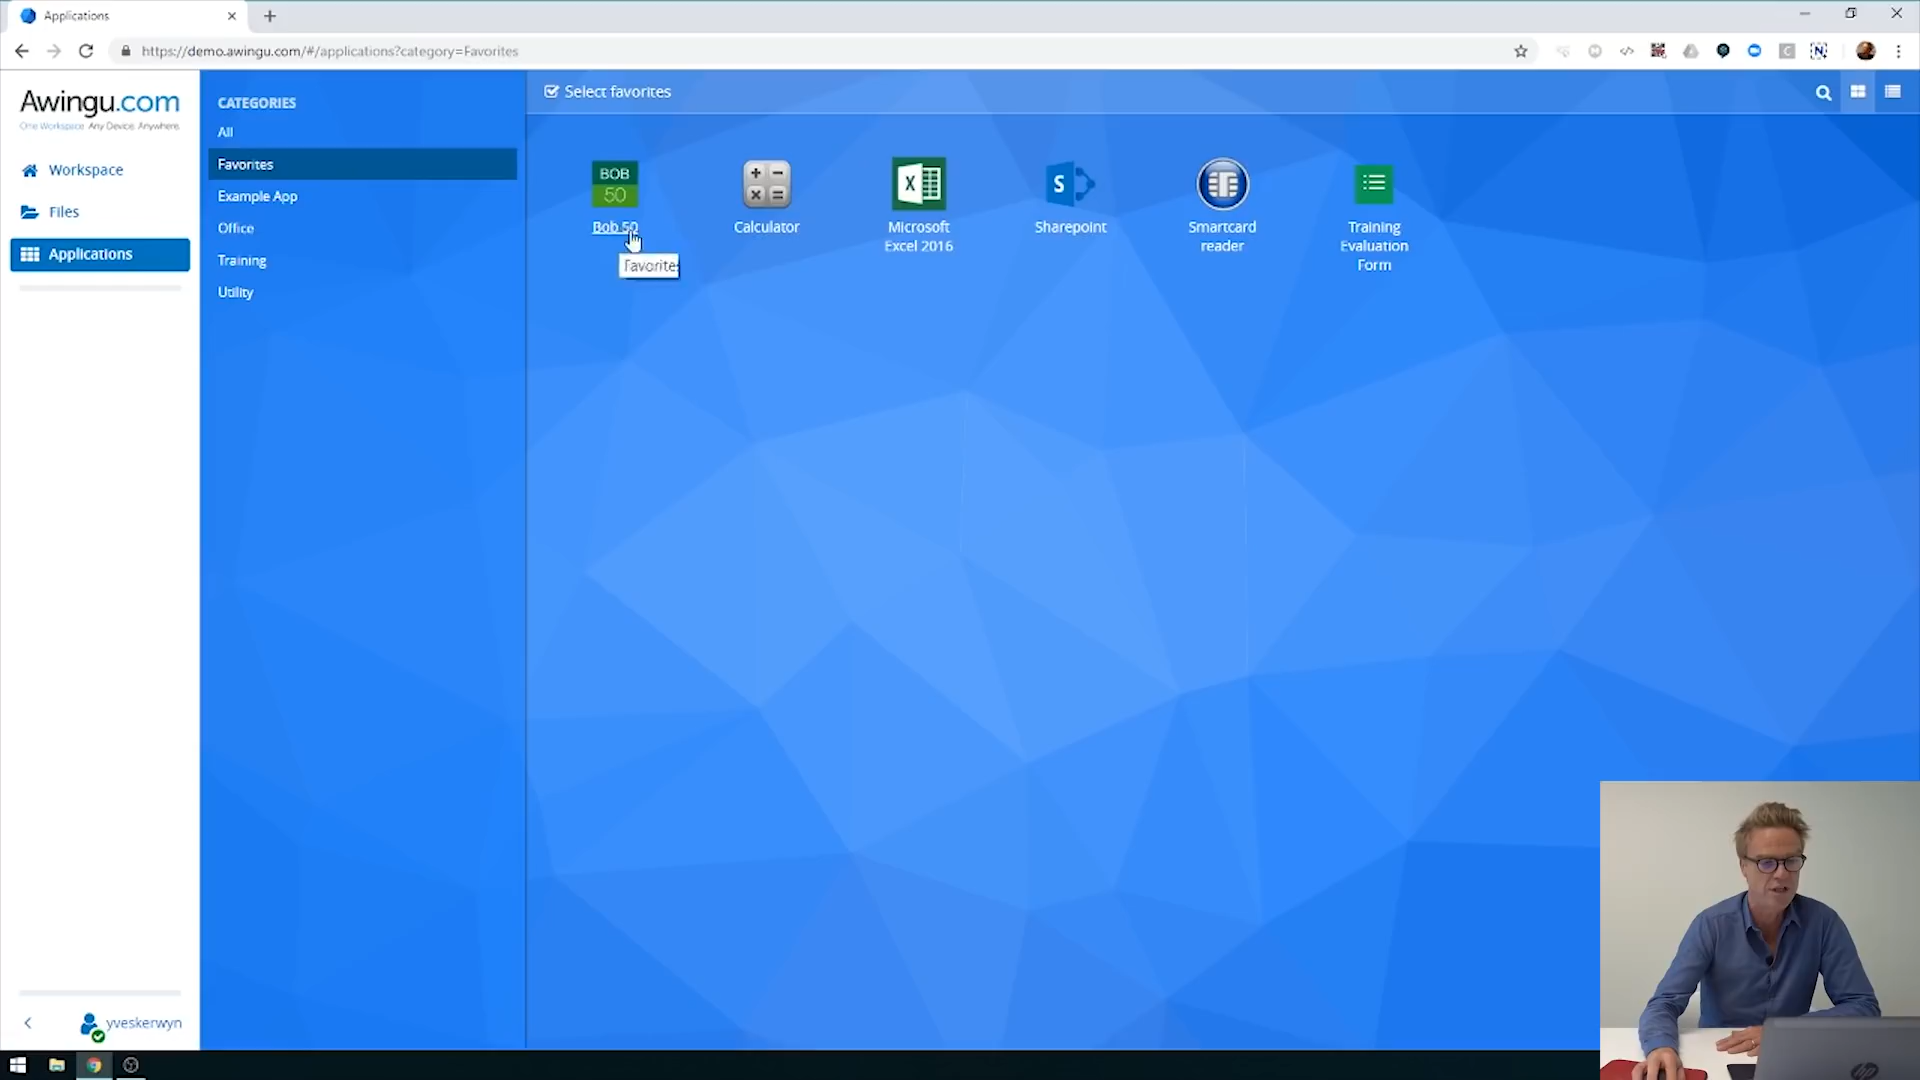 Applications
https://demo.awingu.com/#/applications?category=Favorites
Awingu.com
One Workspace. Any Device. Anywhere.
Workspace
Files
Applications
yveskerwyn
CATEGORIES
All
Favorites
Example App
Office
Training
Utility
Select favorites
BOB
50
Bob 50
Favorites
Calculator
Microsoft
Excel 2016
Sharepoint
Smartcard
reader
Training
Evaluation
Form
hp